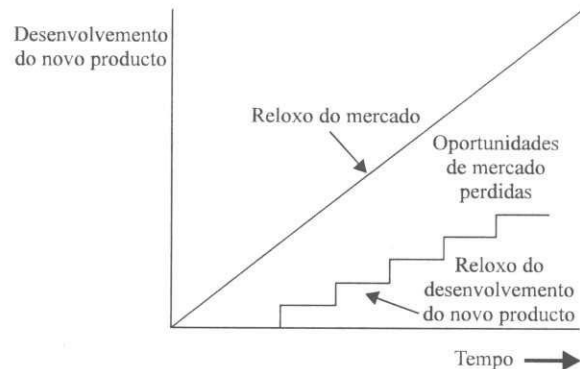 Desenvolvemento
do novo producto
Reloxo do mercado
Oportunidades
de mercado
perdidas
Reloxo do
desenvolvemento
do novo producto
Tempo